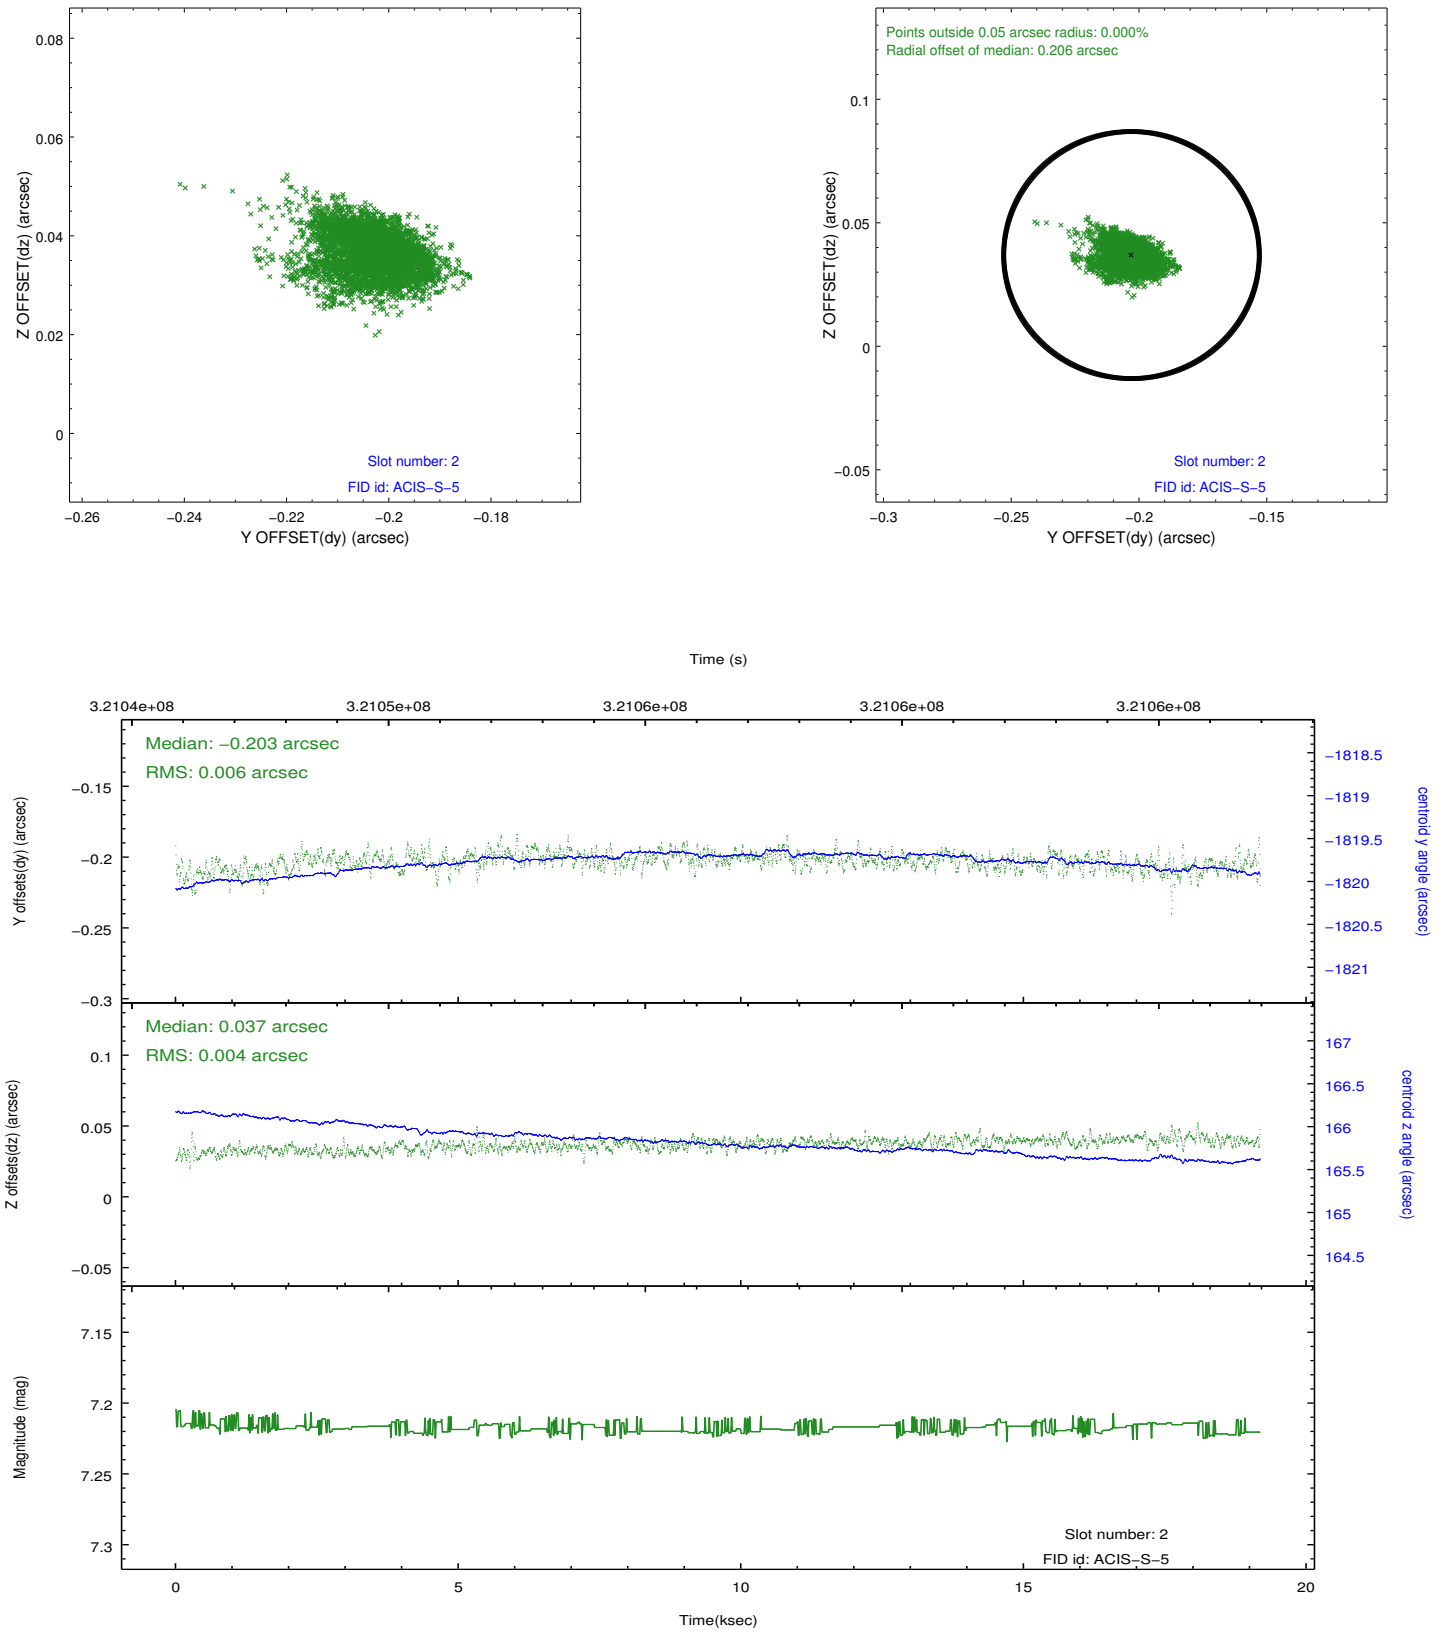 0.08
0.06
0.04
0.02
0
Z OFFSET(dz) (arcsec)
Slot number: 2
FID id: ACIS−S−5
−0.26
−0.24
−0.22
−0.2
−0.18
Y OFFSET(dy) (arcsec)
Points outside 0.05 arcsec radius: 0.000%
Radial offset of median: 0.206 arcsec
0.1
0.05
0
−0.05
Z OFFSET(dz) (arcsec)
Slot number: 2
FID id: ACIS−S−5
−0.3
−0.25
−0.2
−0.15
Y OFFSET(dy) (arcsec)
Time (s)
3.2104e+08
3.2105e+08
3.2106e+08
3.2106e+08
3.2106e+08
Median: −0.203 arcsec
RMS: 0.006 arcsec
−0.15
−0.2
−0.25
−0.3
Y offsets(dy) (arcsec)
−1818.5
−1819
−1819.5
−1820
−1820.5
−1821
centroid y angle (arcsec)
Median: 0.037 arcsec
RMS: 0.004 arcsec
0.1
0.05
0
−0.05
Z offsets(dz) (arcsec)
167
166.5
166
165.5
165
164.5
centroid z angle (arcsec)
7.15
7.2
7.25
7.3
Magnitude (mag)
Slot number: 2
FID id: ACIS−S−5
0
5
10
15
20
Time(ksec)